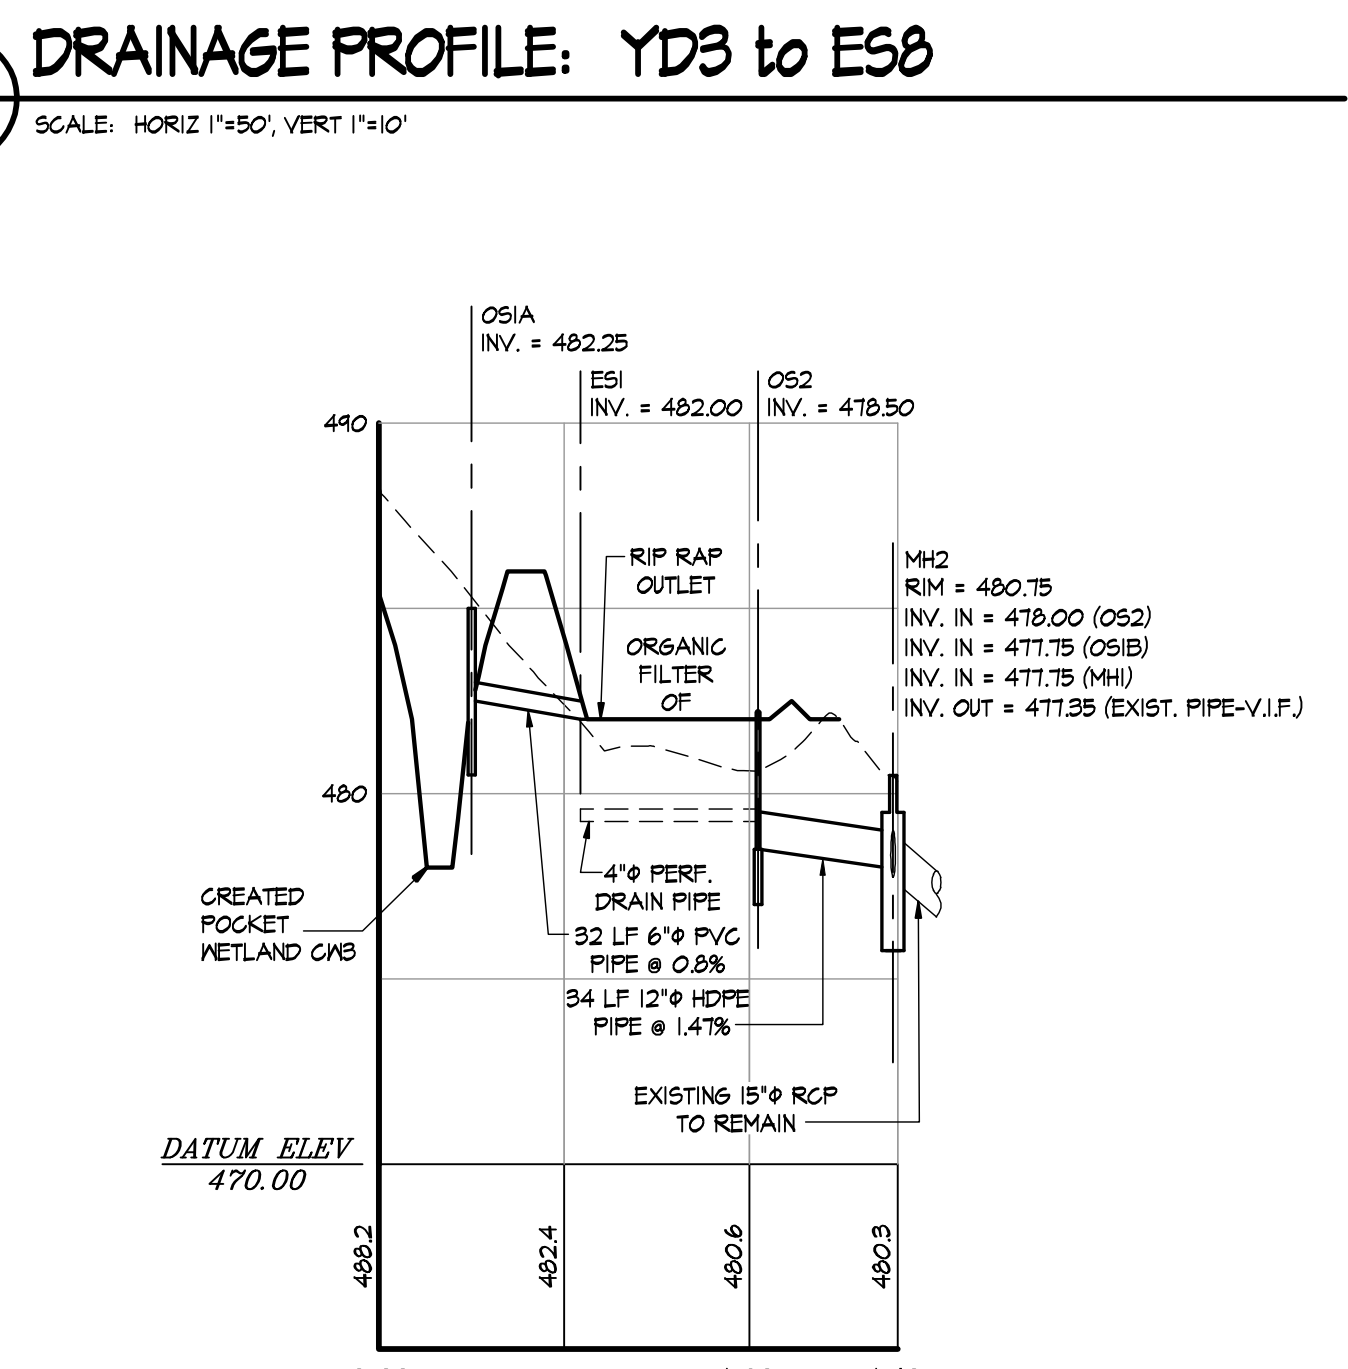 DRAINAGE PROFILE: YD3 to ES8
SCALE: HORIZ 1"=50', VERT 1"=10'
OS1A
INV. = 482.25
ES1
INV. = 482.00
OS2
INV. = 478.50
490
RIP RAP
OUTLET
MH2
RIM = 480.75
INV. IN = 478.00 (OS2)
INV. IN = 477.75 (OS1B)
INV. IN = 477.75 (MH1)
INV. OUT = 477.35 (EXIST. PIPE-V.I.F.)
ORGANIC
FILTER
OF
480
4"Φ PERF.
DRAIN PIPE
CREATED
POCKET
WETLAND CW3
32 LF 6"Φ PVC
PIPE @ 0.8%
34 LF 12"Φ HDPE
PIPE @ 1.47%
EXISTING 15"Φ RCP
TO REMAIN
DATUM ELEV
470.00
488.2
482.4
480.6
480.3